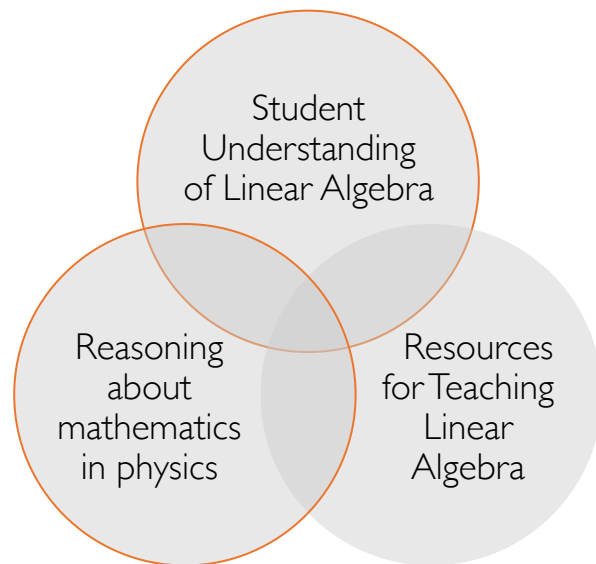 Student
Understanding
of Linear Algebra
Reasoning
about
mathematics
in physics
Resources
for Teaching
Linear
Algebra